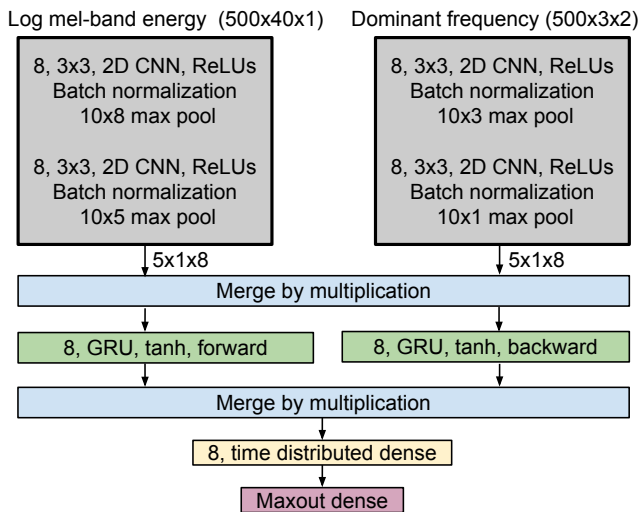 Log mel-band energy (500x40x1)
Dominant frequency (500x3x2)
8, 3x3, 2D CNN, ReLUs
Batch normalization
10x8 max pool
8, 3x3, 2D CNN, ReLUs
Batch normalization
10x5 max pool
8, 3x3, 2D CNN, ReLUs
Batch normalization
10x3 max pool
8, 3x3, 2D CNN, ReLUs
Batch normalization
10x1 max pool
5x1x8
5x1x8
Merge by multiplication
8, GRU, tanh, forward
8, GRU, tanh, backward
Merge by multiplication
8, time distributed dense
Maxout dense